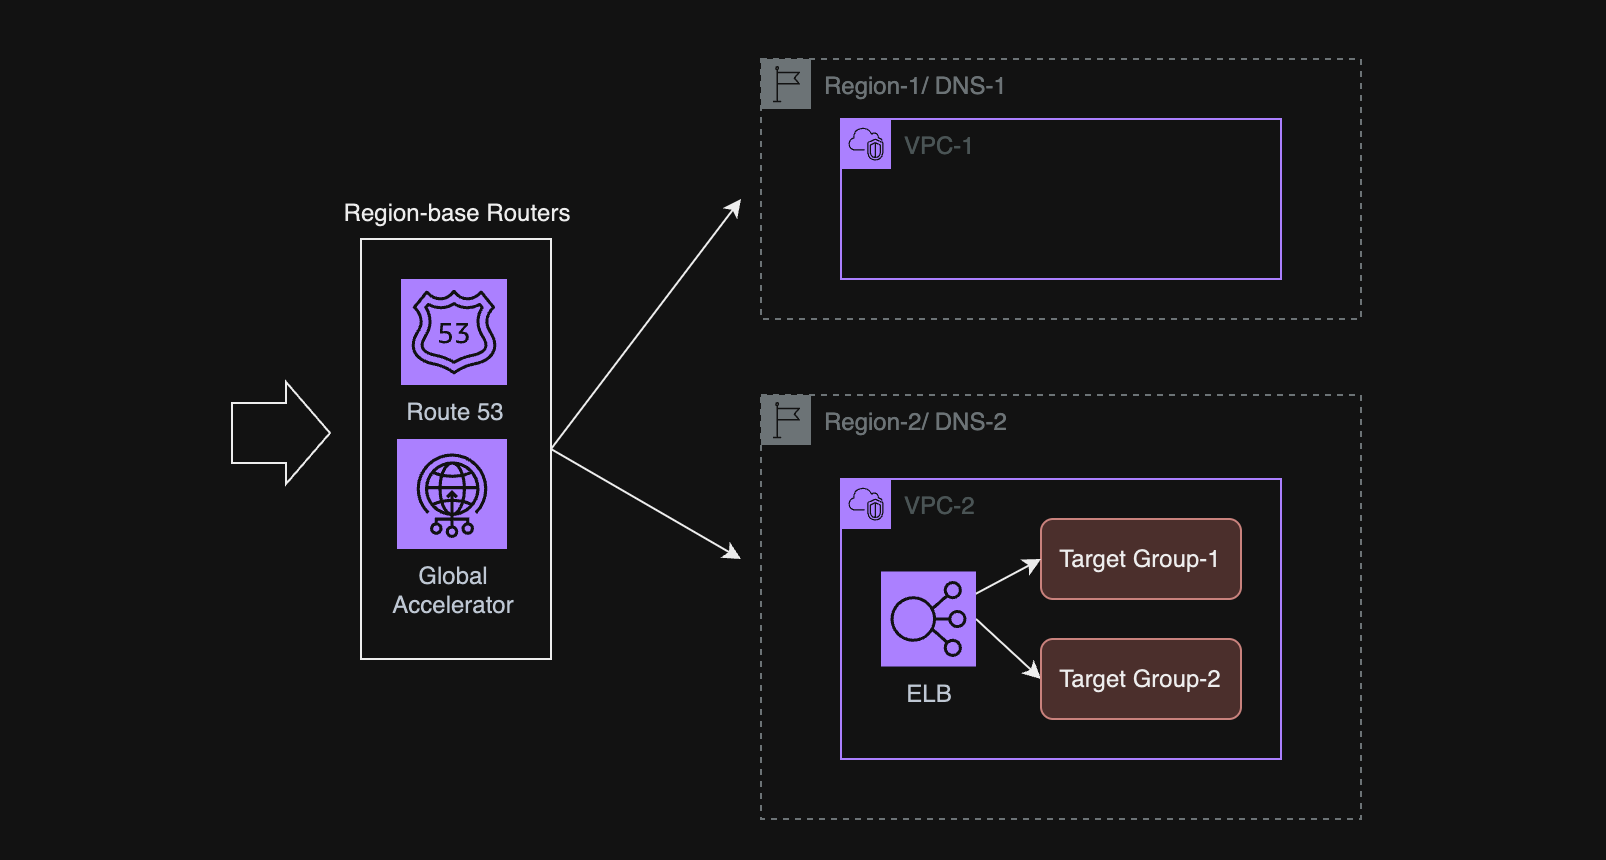 Region-1/ DNS-1
VPC-1
Region-base Routers
53
Route 53
Global
Accelerator
Region-2/ DNS-2
VPC-2
Target Group-1
ELB
Target Group-2